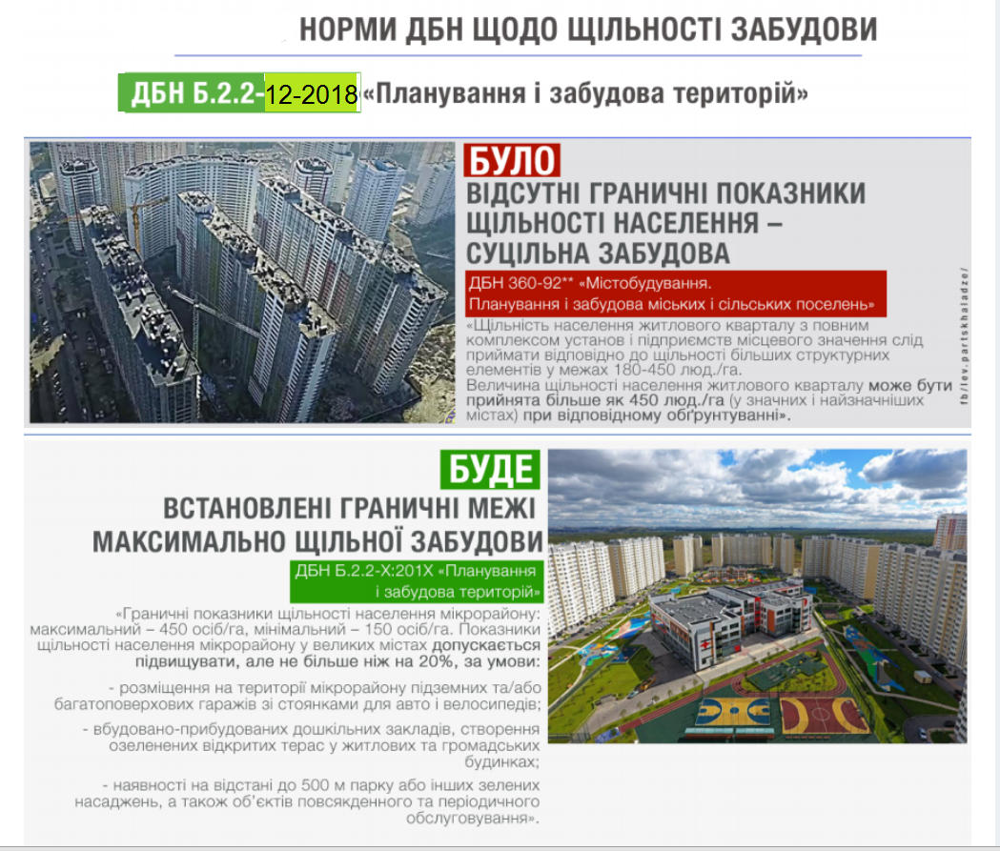 НОРМИ ДБН ЩОДО ЩІЛЬНОСТІ ЗАБУДОВИ
ДБН Б.2.2-12-2018 «Планування і забудова територій»
БУЛО
ВІДСУТНІ ГРАНИЧНІ ПОКАЗНИКИ
ЩІЛЬНОСТІ НАСЕЛЕННЯ –
СУЦІЛЬНА ЗАБУДОВА
ДБН 360-92** «Містобудування.
Планування і забудова міських і сільських поселень»
«Щільність населення житлового кварталу з повним
комплексом установ і підприємств місцевого значення слід
приймати відповідно до щільності більших структурних
елементів у межах 180-450 люд./га.
Величина щільності населення житлового кварталу може бути
прийнята більше як 450 люд./га (у значних і найзначніших
містах) при відповідному обґрунтуванні».
fb/lev.partskhaladze/
БУДЕ
ВСТАНОВЛЕНІ ГРАНИЧНІ МЕЖІ
МАКСИМАЛЬНО ЩІЛЬНОЇ ЗАБУДОВИ
ДБН Б.2.2-Х:201Х «Планування
і забудова територій»
«Граничні показники щільності населення мікрорайону:
максимальний – 450 осіб/га, мінімальний – 150 осіб/га. Показники
щільності населення мікрорайону у великих містах допускається
підвищувати, але не більше ніж на 20%, за умови:
- розміщення на території мікрорайону підземних та/або
багатоповерхових гаражів зі стоянками для авто і велосипедів;
- вбудовано-прибудованих дошкільних закладів, створення
озеленених відкритих терас у житлових та громадських
будинках;
- наявності на відстані до 500 м парку або інших зелених
насаджень, а також об'єктів повсякденного та періодичного
обслуговування».